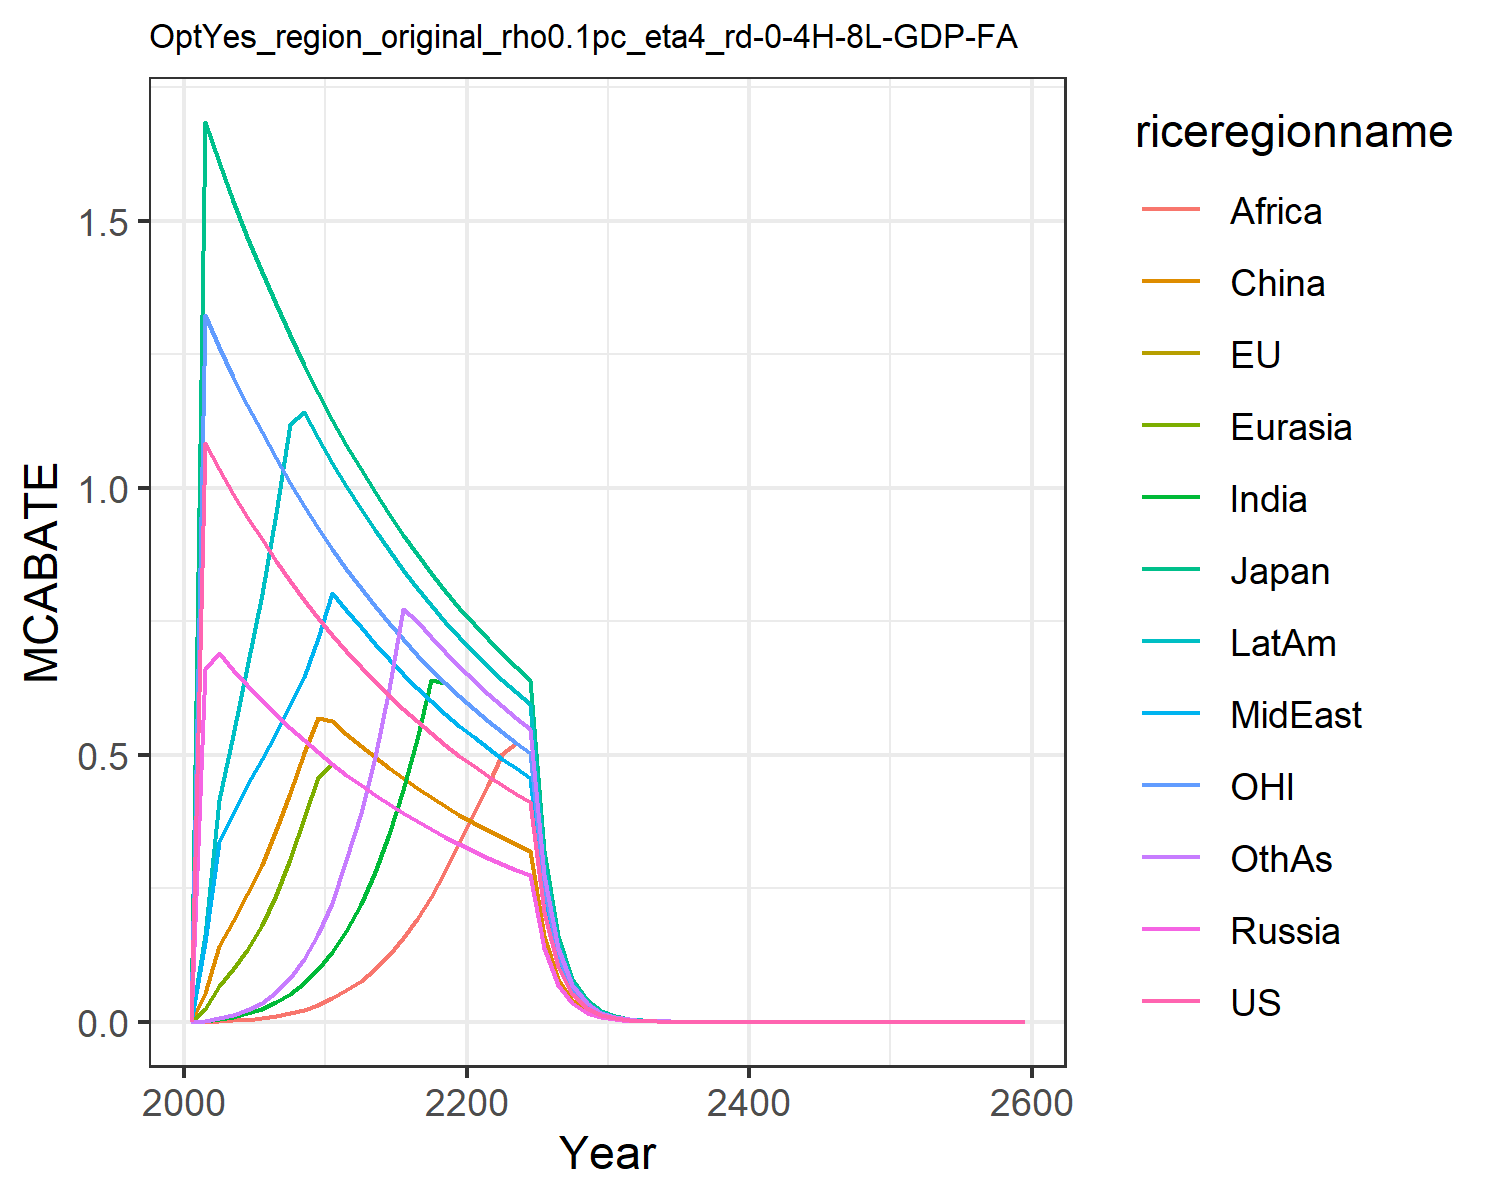 OptYes_region_original_rho0.1pc_eta4_rd-0-4H-8L-GDP-FA
MCABATE
1.5
1.0
0.5
0.0
2000
2200
2400
2600
Year
riceregionname
Africa
China
EU
Eurasia
India
Japan
LatAm
MidEast
OHI
OthAs
Russia
US